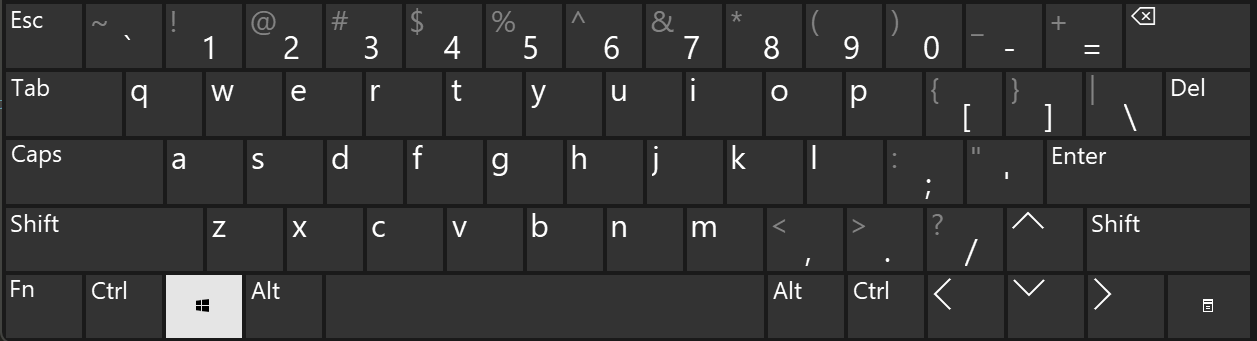 Esc ~ ` ! 1 @ 2 # 3 $ 4 % 5 ^ 6 & 7 * 8 ( 9 ) 0 _ - + =
Tab q w e r t y u i o p { [ } ] | \ Del
Caps a s d f g h j k l : ; " ' Enter
Shift z x c v b n m < , > . ? / Shift
Fn Ctrl Alt Alt Ctrl